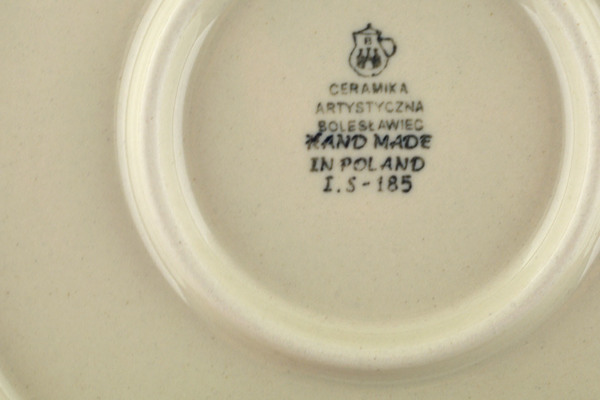 B
CERAMIKA
ARTYSTYCZNA
BOLESŁAWIEC
HAND MADE
IN POLAND
I.S-185